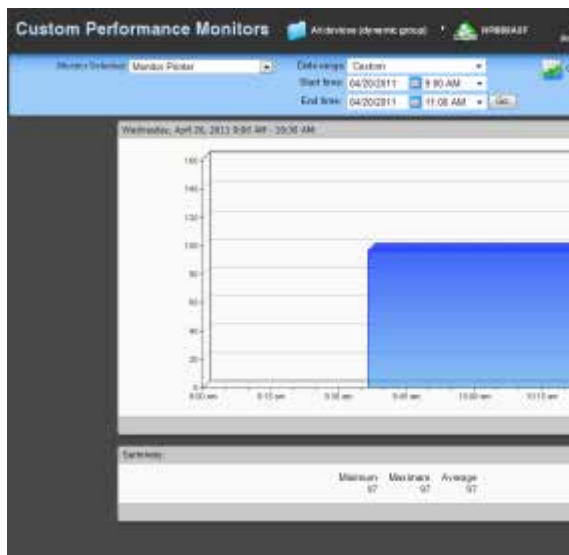 Custom Performance Monitors
All devices (dynamic group)
Monitor Selected: Monitor Printer
Date range: Custom
Start time: 04/20/2011 9:00 AM
End time: 04/20/2011 11:00 AM Go
Wednesday, April 20, 2011 9:00 AM - 10:30 AM
160
140
120
100
80
60
40
20
0
9:00 am 9:15 am 9:30 am 9:45 am 10:00 am 10:15 am
Summary
Minimum Maximum Average
97 97 97